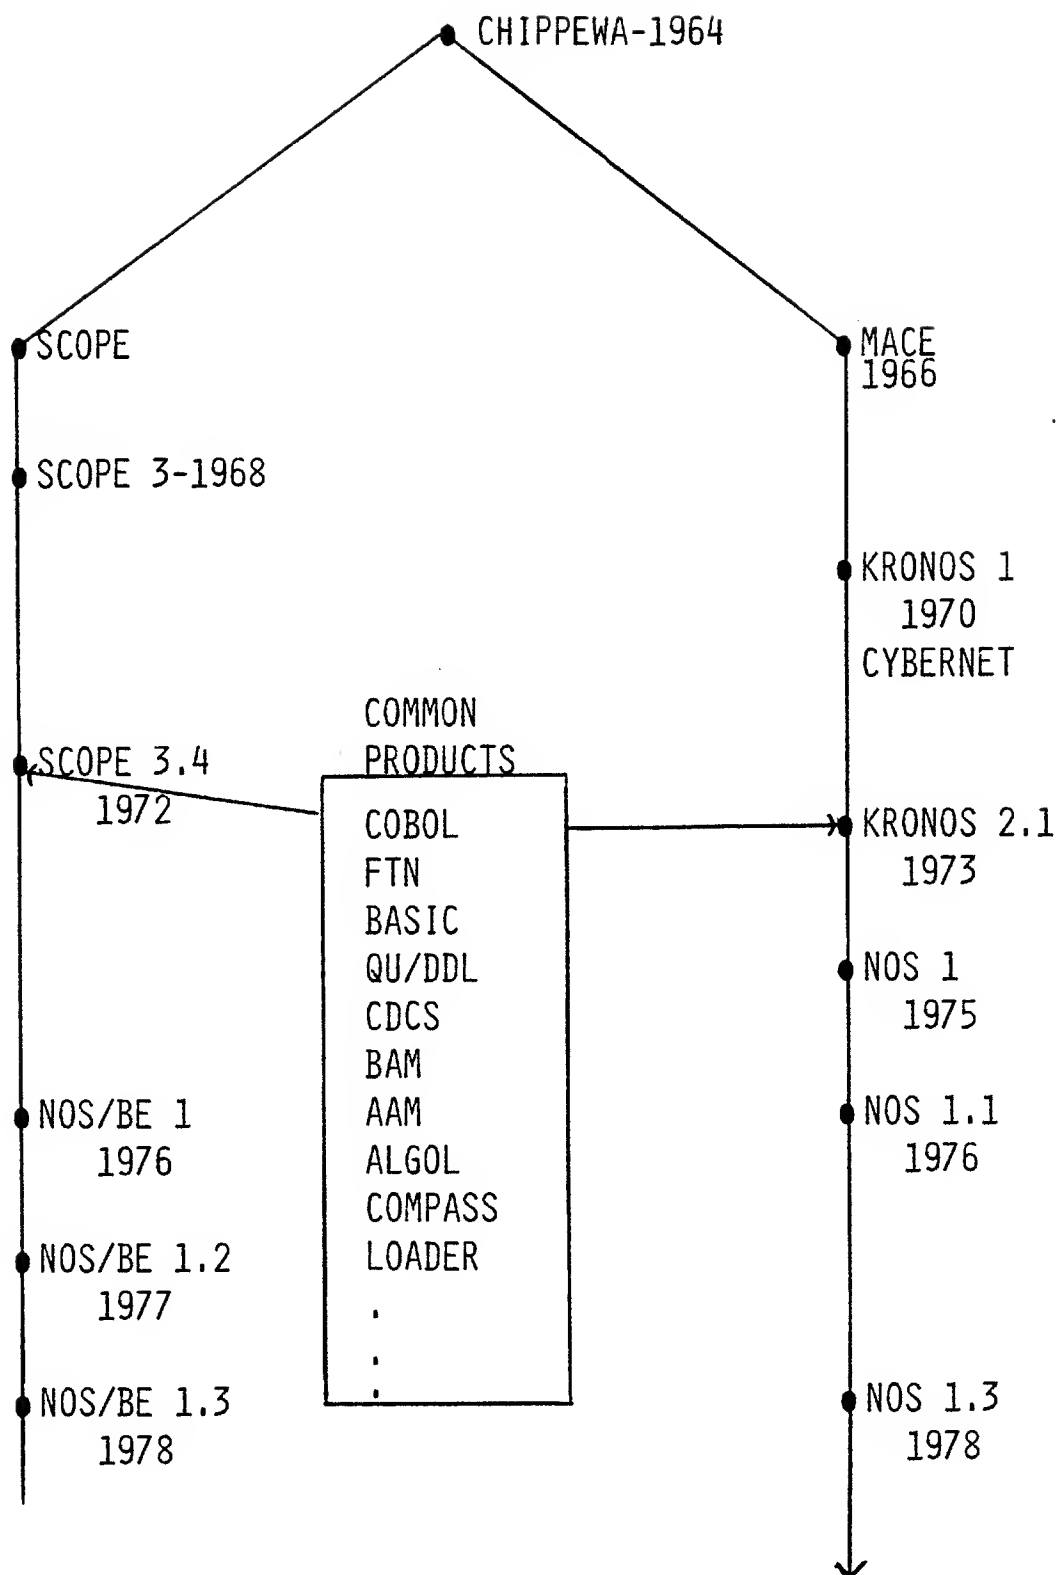 CHIPPEWA-1964
SCOPE
MACE
1966
SCOPE 3-1968
KRONOS 1
1970
CYBERNET
COMMON
PRODUCTS
SCOPE 3.4
1972
COBOL
FTN
BASIC
QU/DDL
CDCS
BAM
AAM
ALGOL
COMPASS
LOADER
.
.
.
KRONOS 2.1
1973
NOS 1
1975
NOS/BE 1
1976
NOS 1.1
1976
NOS/BE 1.2
1977
NOS/BE 1.3
1978
NOS 1.3
1978